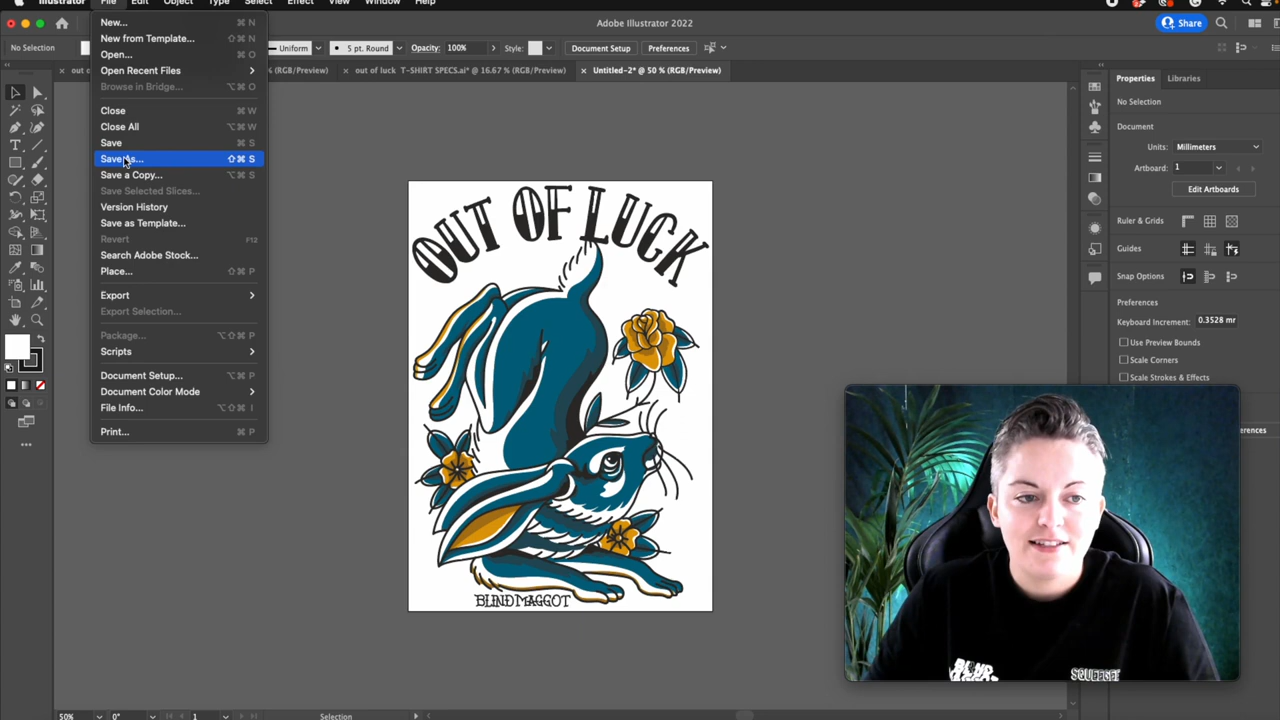 Illustrator File Edit Object Type Select Effect View Window Help
Adobe Illustrator 2022
Share
No Selection
Uniform
5 pt. Round
Opacity: 100%
Style:
Document Setup
Preferences
% (RGB/Preview)
out of luck T-SHIRT SPECS.ai* @ 16.67 % (RGB/Preview)
Untitled-2* @ 50 % (RGB/Preview)
New... ⌘ N
New from Template... ⇧⌘ N
Open... ⌘ O
Open Recent Files
Browse in Bridge... ⌥⌘ O
Close ⌘ W
Close All ⌥⌘ W
Save ⌘ S
Save As... ⇧⌘ S
Save a Copy... ⌥⌘ S
Save Selected Slices...
Version History
Save as Template...
Revert F12
Search Adobe Stock...
Place... ⇧⌘ P
Export
Export Selection...
Package... ⌥⇧⌘ P
Scripts
Document Setup... ⌥⌘ P
Document Color Mode
File Info... ⌥⇧⌘ I
Print... ⌘ P
OUT OF LUCK
BLINDMAGGOT
Properties
Libraries
No Selection
Document
Units: Millimeters
Artboard: 1
Edit Artboards
Ruler & Grids
Guides
Snap Options
Preferences
Keyboard Increment: 0.3528 mr
Use Preview Bounds
Scale Corners
Scale Strokes & Effects
erences
SQUEEGEE
50% 0° 1 Selection